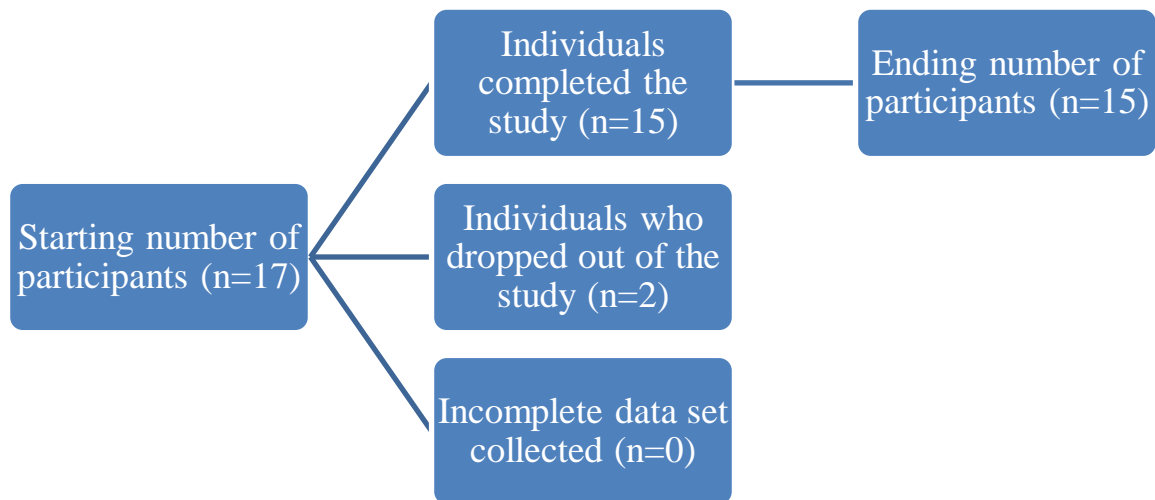 Starting number of
participants (n=17)
Individuals
completed the
study (n=15)
Ending number of
participants (n=15)
Individuals who
dropped out of the
study (n=2)
Incomplete data set
collected (n=0)